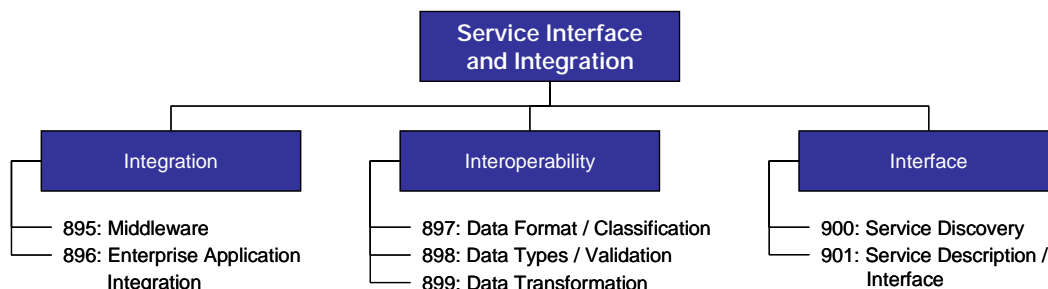 Service Interface
and Integration
Integration
Interoperability
Interface
895: Middleware
896: Enterprise Application
Integration
897: Data Format / Classification
898: Data Types / Validation
899: Data Transformation
900: Service Discovery
901: Service Description /
Interface